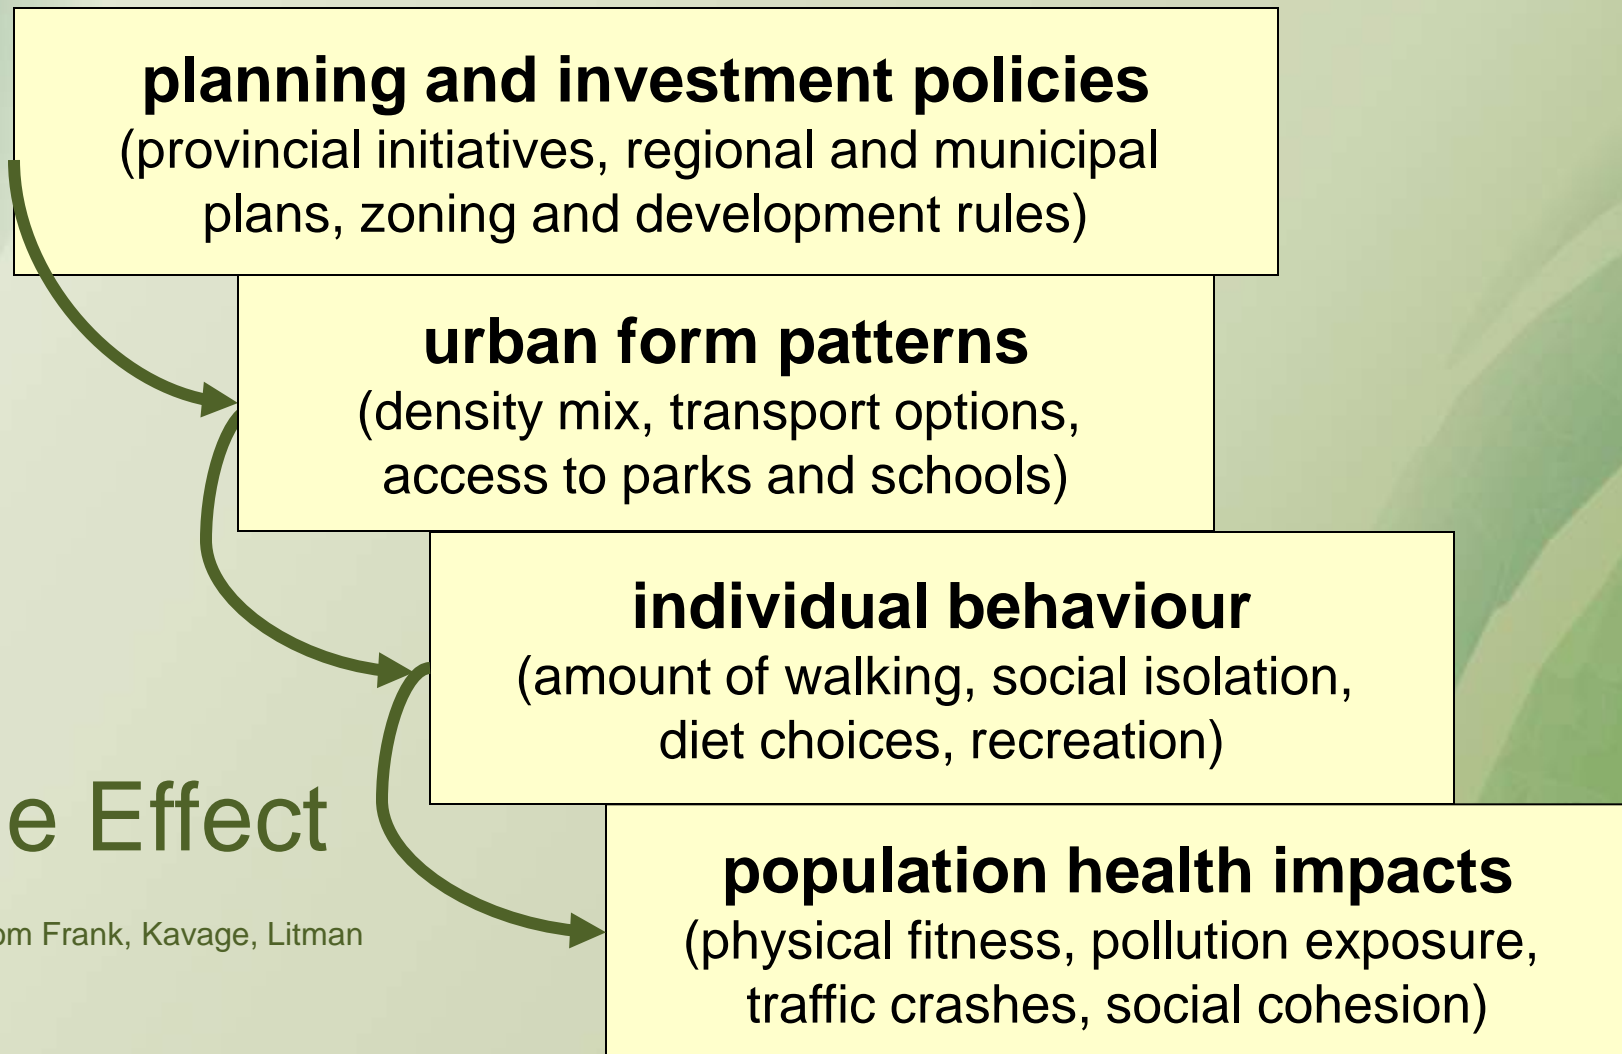 planning and investment policies
(provincial initiatives, regional and municipal
plans, zoning and development rules)
urban form patterns
(density mix, transport options,
access to parks and schools)
individual behaviour
(amount of walking, social isolation,
diet choices, recreation)
e Effect
om Frank, Kavage, Litman
population health impacts
(physical fitness, pollution exposure,
traffic crashes, social cohesion)